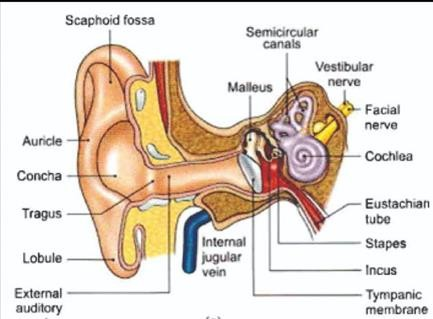 Scaphoid fossa
Semicircular
canals
Vestibular
nerve
Malleus
Facial
nerve
Auricle
Cochlea
Concha
Tragus
Eustachian
tube
Internal
jugular
vein
Stapes
Lobule
Incus
External
auditory
Tympanic
membrane